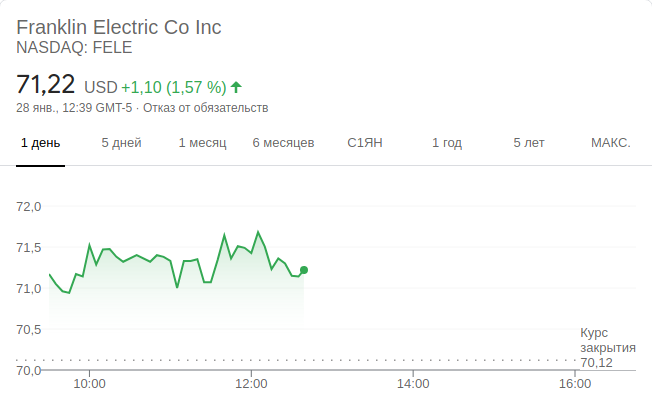 Franklin Electric Co Inc
NASDAQ: FELE
71,22 USD +1,10 (1,57 %)
28 янв., 12:39 GMT-5 · Отказ от обязательств
1 день 5 дней 1 месяц 6 месяцев С1ЯН 1 год 5 лет МАКС.
72,0
71,5
71,0
70,5
Курс
закрытия
70,12
70,0
10:00 12:00 14:00 16:00